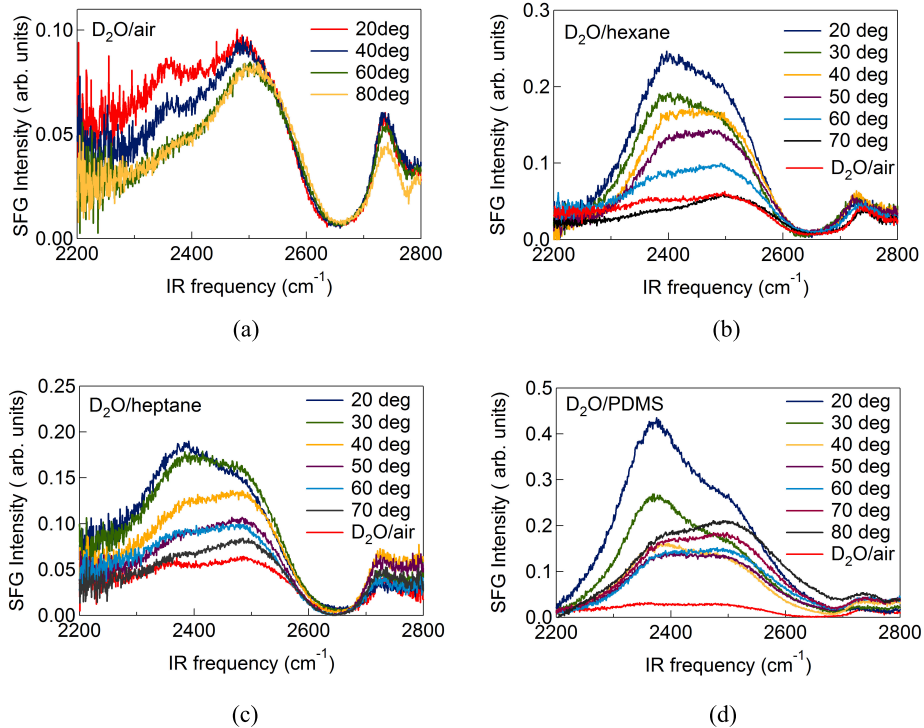 D₂O/air
20deg
40deg
60deg
80deg
0.10
0.05
0.00
SFG Intensity ( arb. units)
2200 2400 2600 2800
IR frequency (cm⁻¹)
(a)
D₂O/hexane
20 deg
30 deg
40 deg
50 deg
60 deg
70 deg
D₂O/air
0.3
0.2
0.1
0.0
SFG Intensity ( arb. units)
2200 2400 2600 2800
IR frequency (cm⁻¹)
(b)
D₂O/heptane
20 deg
30 deg
40 deg
50 deg
60 deg
70 deg
D₂O/air
0.25
0.20
0.15
0.10
0.05
0.00
SFG Intensity ( arb. units)
2200 2400 2600 2800
IR frequency (cm⁻¹)
(c)
D₂O/PDMS
20 deg
30 deg
40 deg
50 deg
60 deg
70 deg
80 deg
D₂O/air
0.5
0.4
0.3
0.2
0.1
0.0
SFG Intensity ( arb. units)
2200 2400 2600 2800
IR frequency (cm⁻¹)
(d)